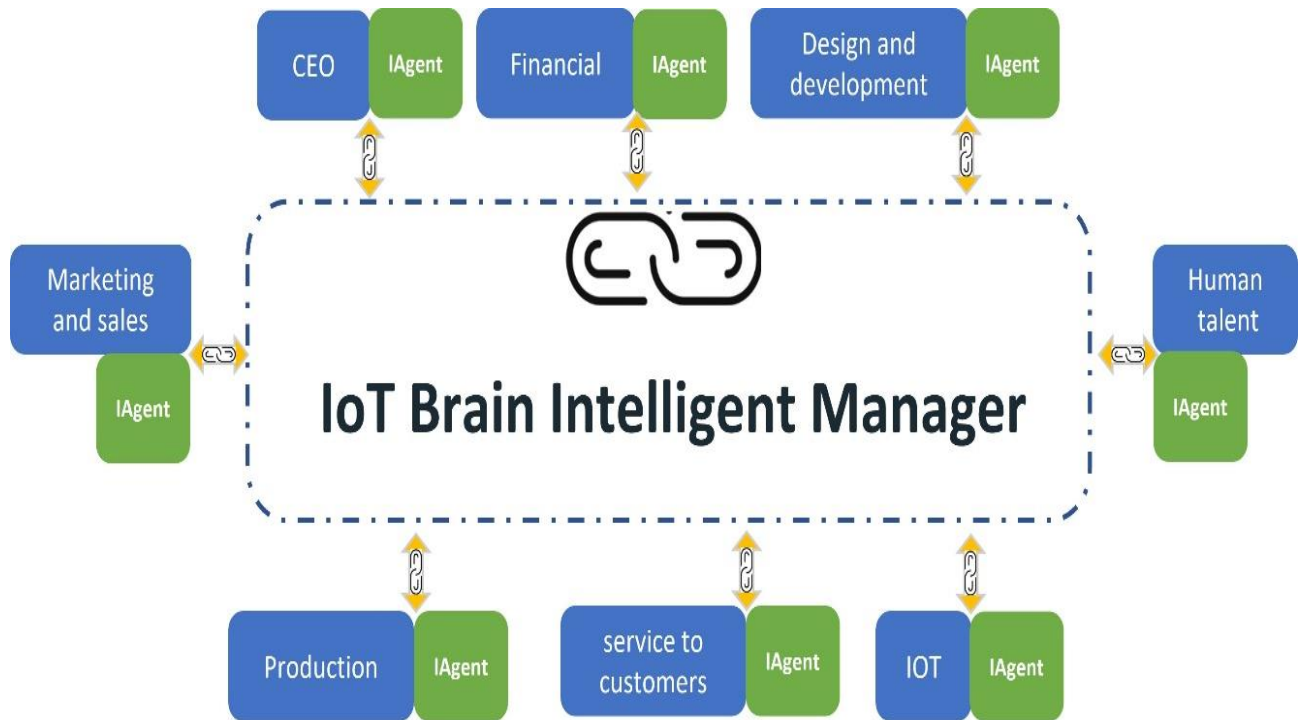 CEO
IAgent
Financial
IAgent
Design and
development
IAgent
Marketing
and sales
IAgent
IoT Brain Intelligent Manager
Human
talent
IAgent
Production
IAgent
service to
customers
IAgent
IOT
IAgent